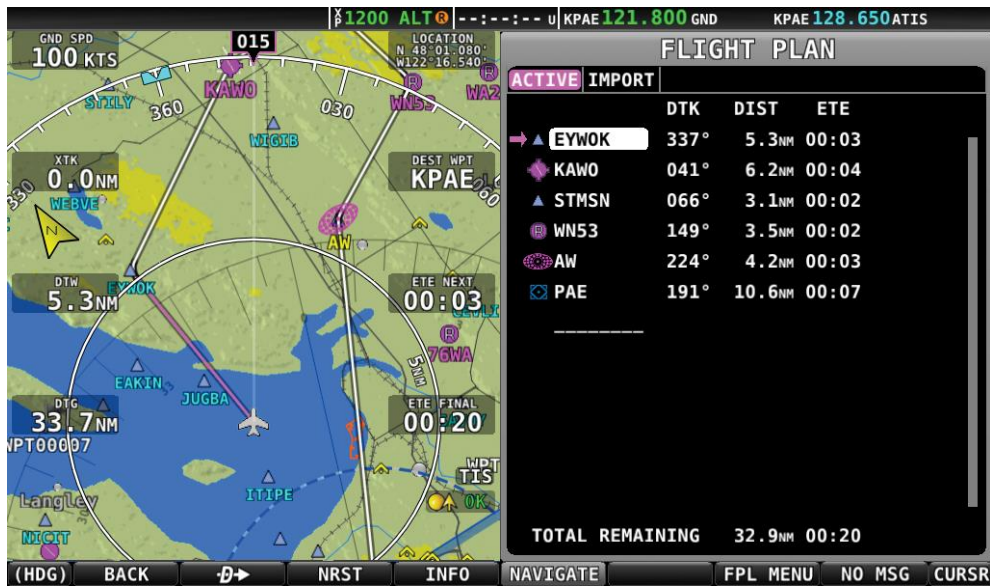 1200 ALT R --:--:-- U KPAE 121.800 GND KPAE 128.650 ATIS
GND SPD
100 KTS
015
LOCATION
N 48°01.080'
W122°16.540'
STILY
360
KAWO
030
WN53
R
WA2
WIGIB
XTK
0.0NM
DEST WPT
KPAE
330
060
WEBVE
N
AW
DTW
5.3NM
EYWOK
ETE NEXT
00:03
R
76WA
5NM
EAKIN
JUGBA
DTG
33.7NM
ETE FINAL
00:20
WPT00007
WPT
TIS
ITIPE
OK
Langley
NICIT
FLIGHT PLAN
ACTIVE IMPORT
DTK DIST ETE
EYWOK 337° 5.3NM 00:03
KAWO 041° 6.2NM 00:04
STMSN 066° 3.1NM 00:02
R WN53 149° 3.5NM 00:02
AW 224° 4.2NM 00:03
PAE 191° 10.6NM 00:07
________
TOTAL REMAINING 32.9NM 00:20
(HDG) BACK D NRST INFO NAVIGATE FPL MENU NO MSG CURSR